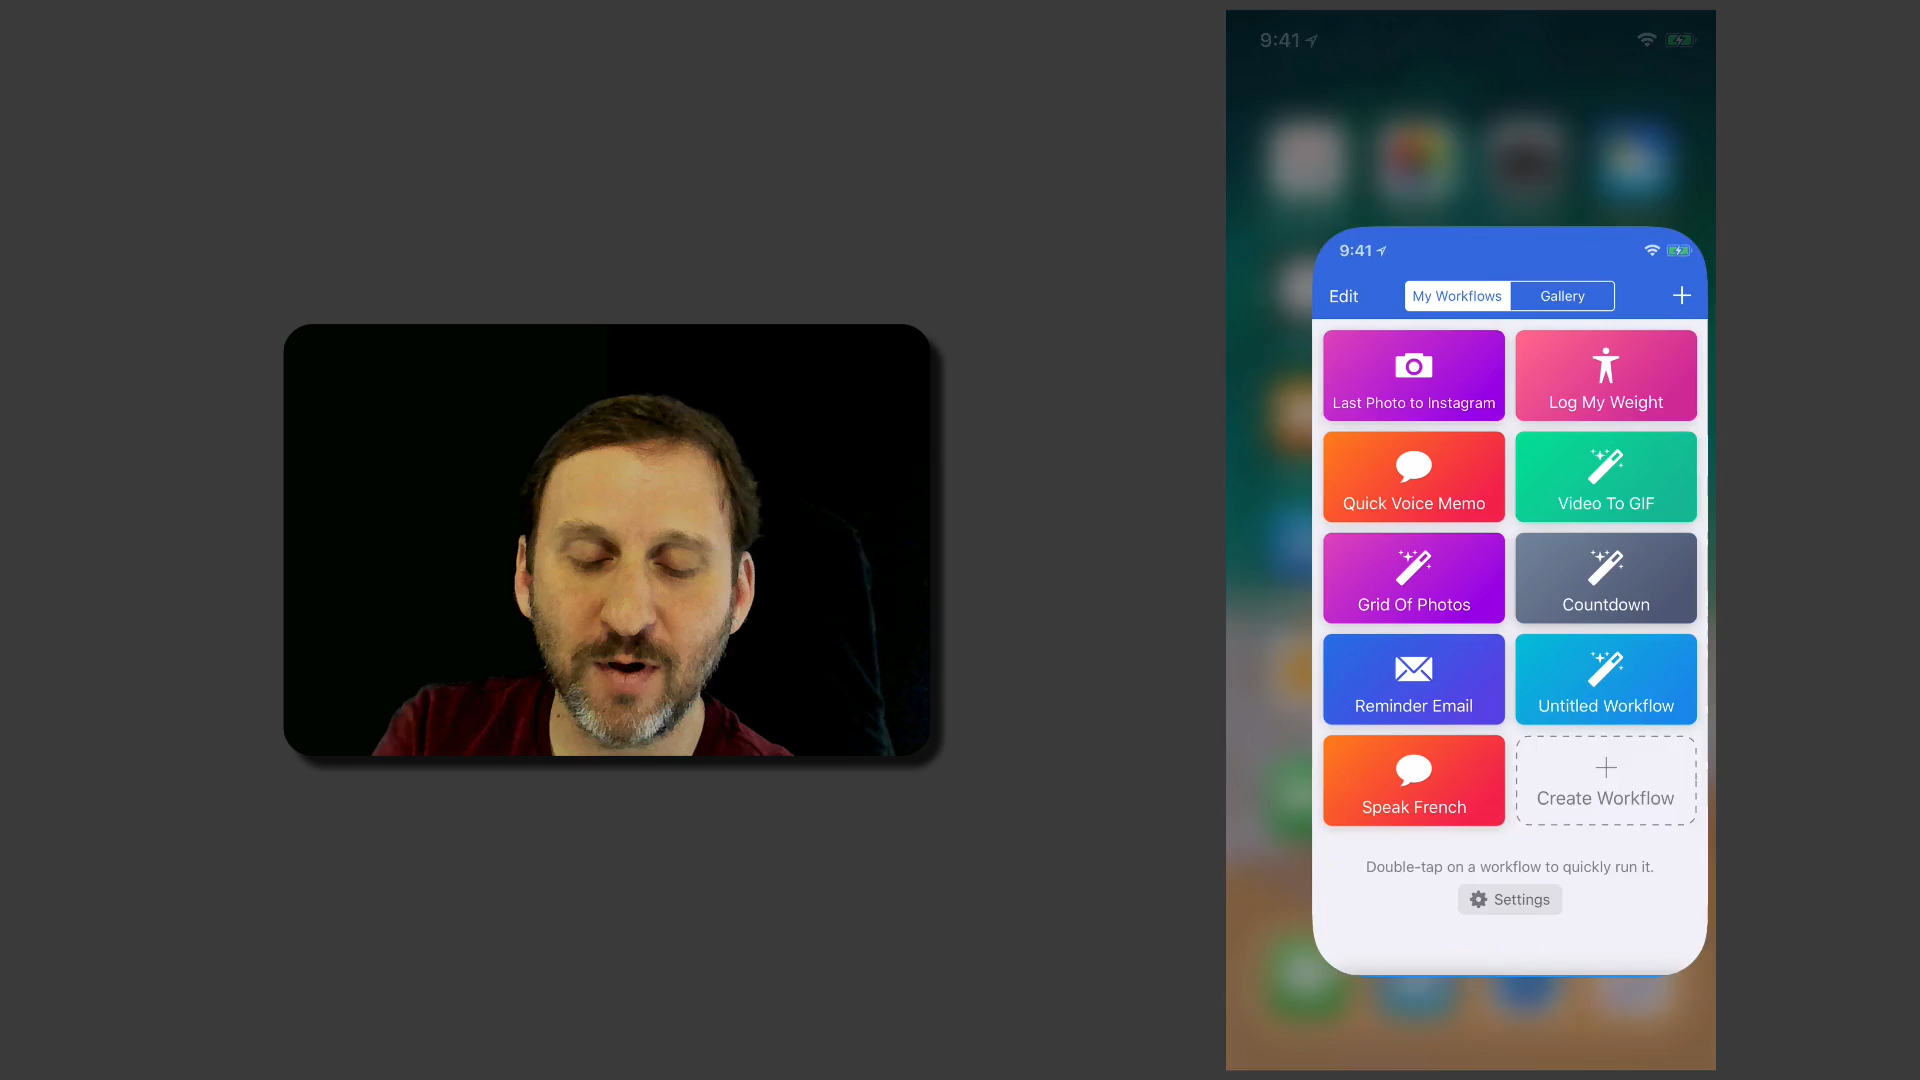 9:41
9:41
Edit
My Workflows
Gallery
Last Photo to Instagram
Log My Weight
Quick Voice Memo
Video To GIF
Grid Of Photos
Countdown
Reminder Email
Untitled Workflow
Speak French
Create Workflow
Double-tap on a workflow to quickly run it.
Settings